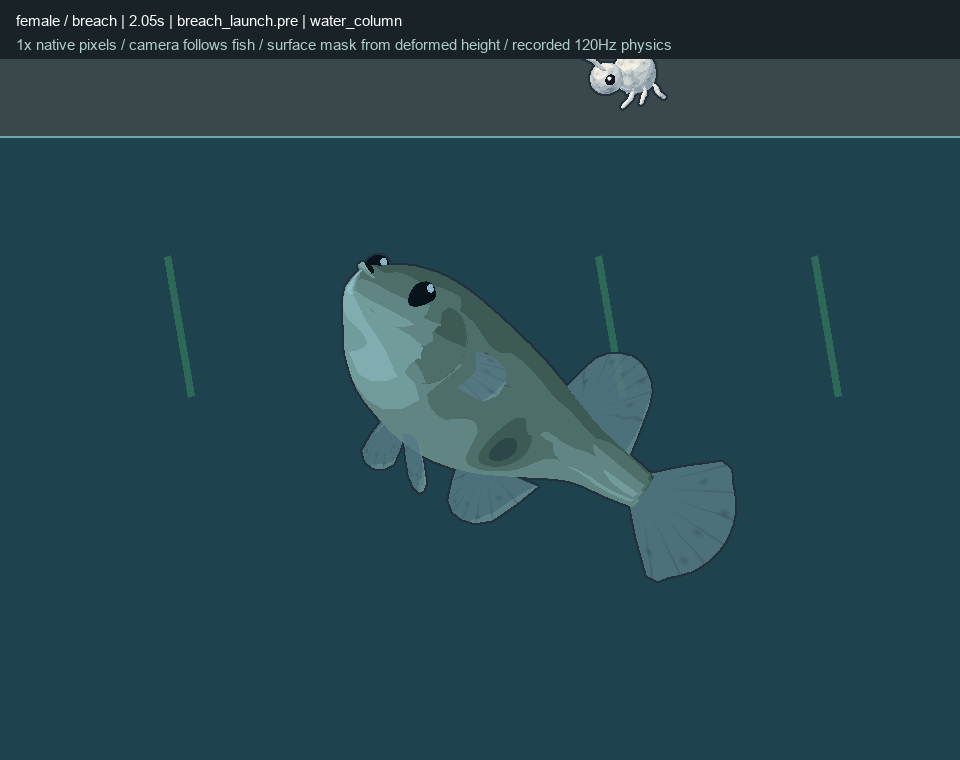 female / breach | 2.05s | breach_launch.pre | water_column
1x native pixels / camera follows fish / surface mask from deformed height / recorded 120Hz physics